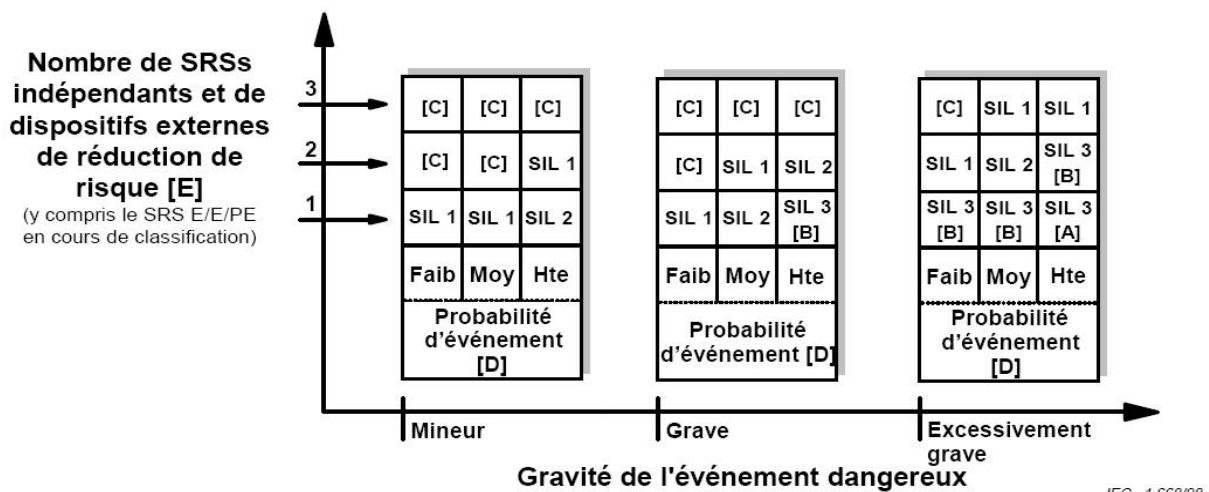 Nombre de SRSs
indépendants et de
dispositifs externes
de réduction de
risque [E]
(y compris le SRS E/E/PE
en cours de classification)
3
[C] [C] [C]
[C] [C] [C]
[C] SIL 1 SIL 1
2
[C] [C] SIL 1
[C] SIL 1 SIL 2
SIL 1 SIL 2 SIL 3
[B]
1
SIL 1 SIL 1 SIL 2
SIL 1 SIL 2 SIL 3
[B]
SIL 3 SIL 3 SIL 3
[B] [B] [A]
Faib Moy Hte
Faib Moy Hte
Faib Moy Hte
Probabilité
d'événement
[D]
Probabilité
d'événement [D]
Probabilité
d'événement
[D]
Mineur
Grave
Excessivement
grave
Gravité de l'événement dangereux